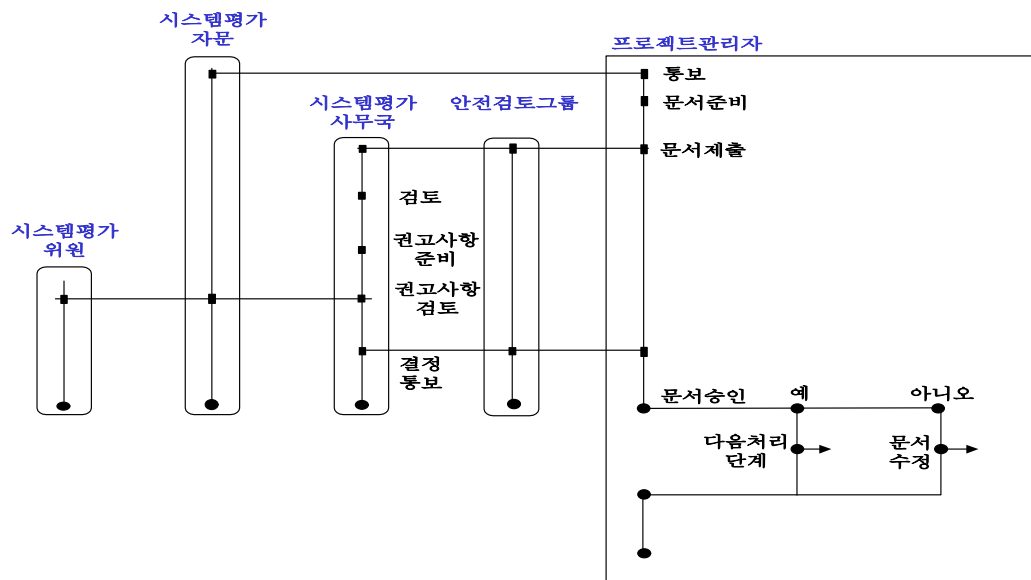 시스템평가
자문
프로젝트관리자
통보
문서준비
시스템평가
사무국
안전검토그룹
문서제출
검토
시스템평가
위원
권고사항
준비
권고사항
검토
결정
통보
문서승인
예
아니오
다음처리
단계
문서
수정